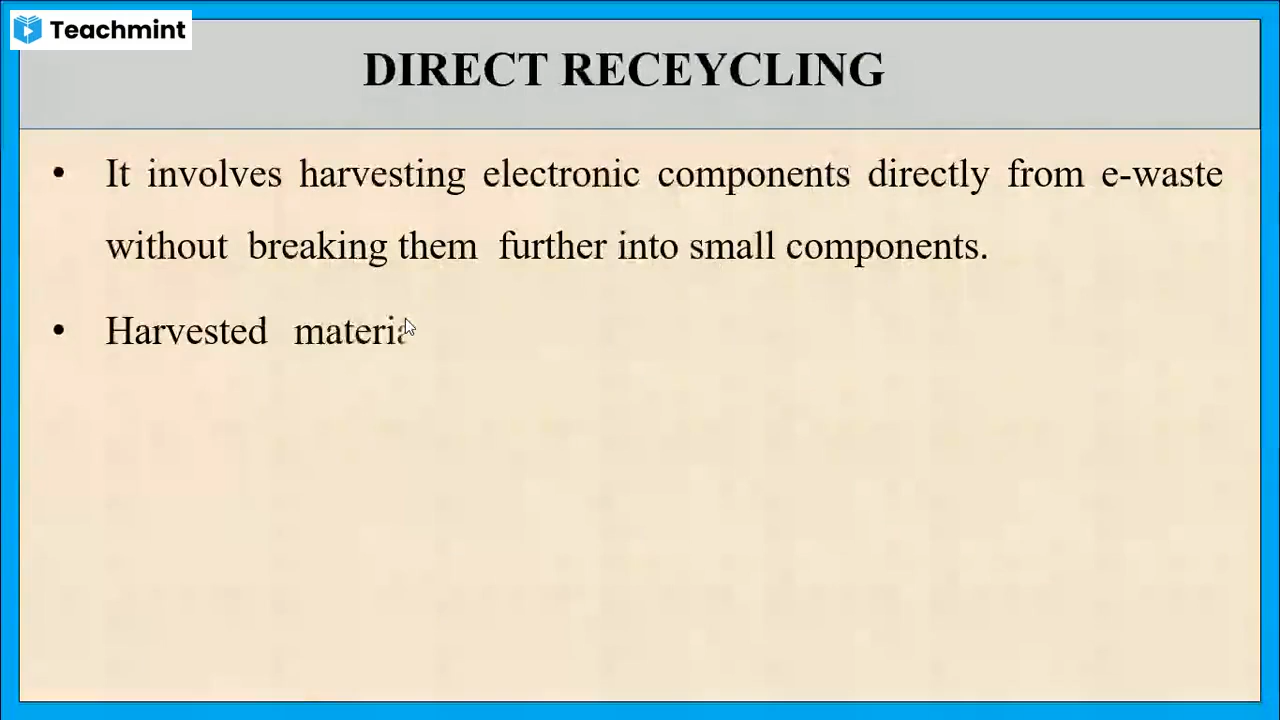 Teachmint
DIRECT RECEYCLING
• It involves harvesting electronic components directly from e-waste
without breaking them further into small components.
• Harvested materia